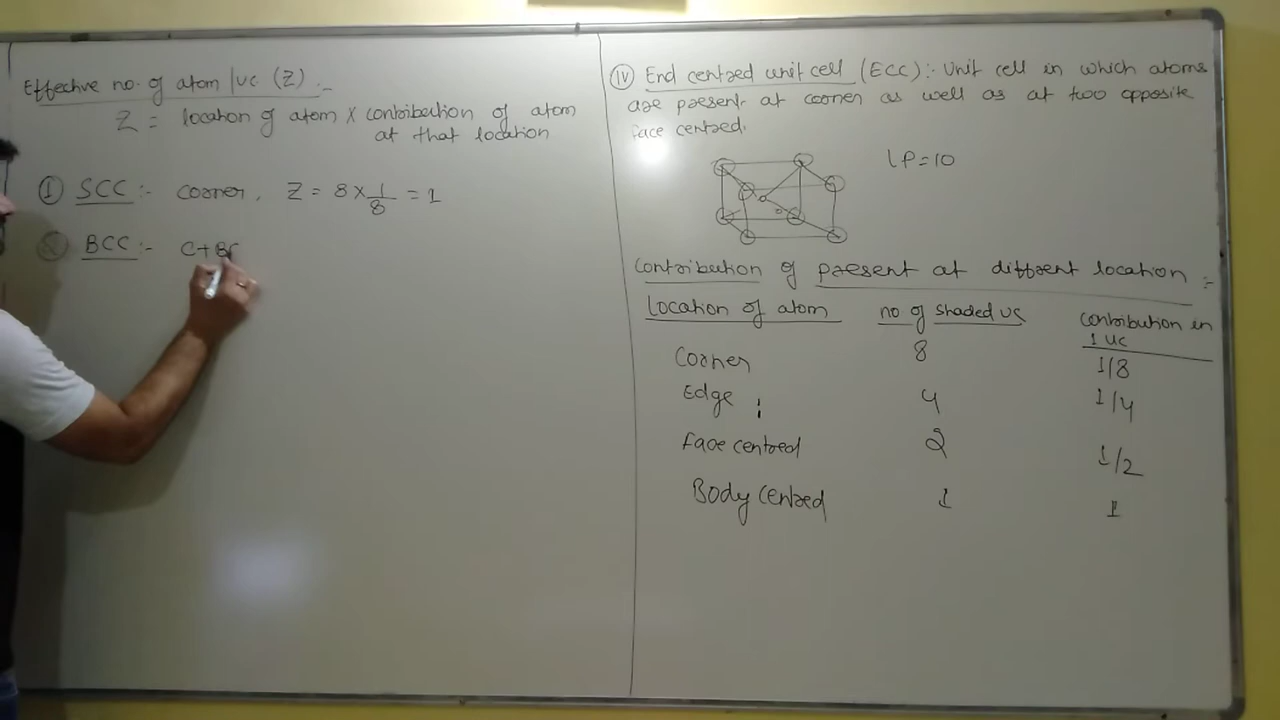 Effective no. of atom /uc (Z) :-
Z = location of atom x contribution of atom
at that location
① SCC :- corner, Z = 8 x 1/8 = 1
BCC :- C+BC
(IV) End centred unit cell (ECC) :- Unit cell in which atoms
are present at corner as well as at two opposite
face centred.
LP=10
Contribution of present at different location :-
Location of atom no of shaded UC Contribution in
1 UC
Corner 8 1/8
Edge 4 1/4
Face centred 2 1/2
Body Centred 1 1